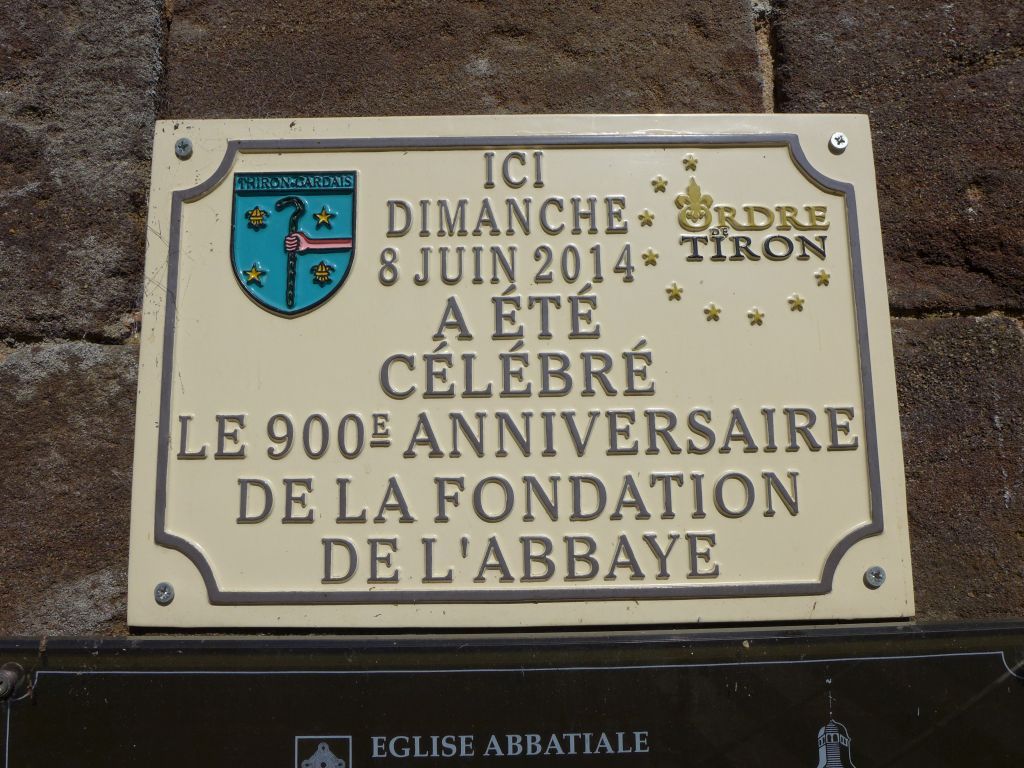 THIRON-GARDAIS
ICI
DIMANCHE
8 JUIN 2014
A ÉTÉ
CÉLÉBRÉ
LE 900E ANNIVERSAIRE
DE LA FONDATION
DE L'ABBAYE
ORDRE
DE
TIRON
EGLISE ABBATIALE